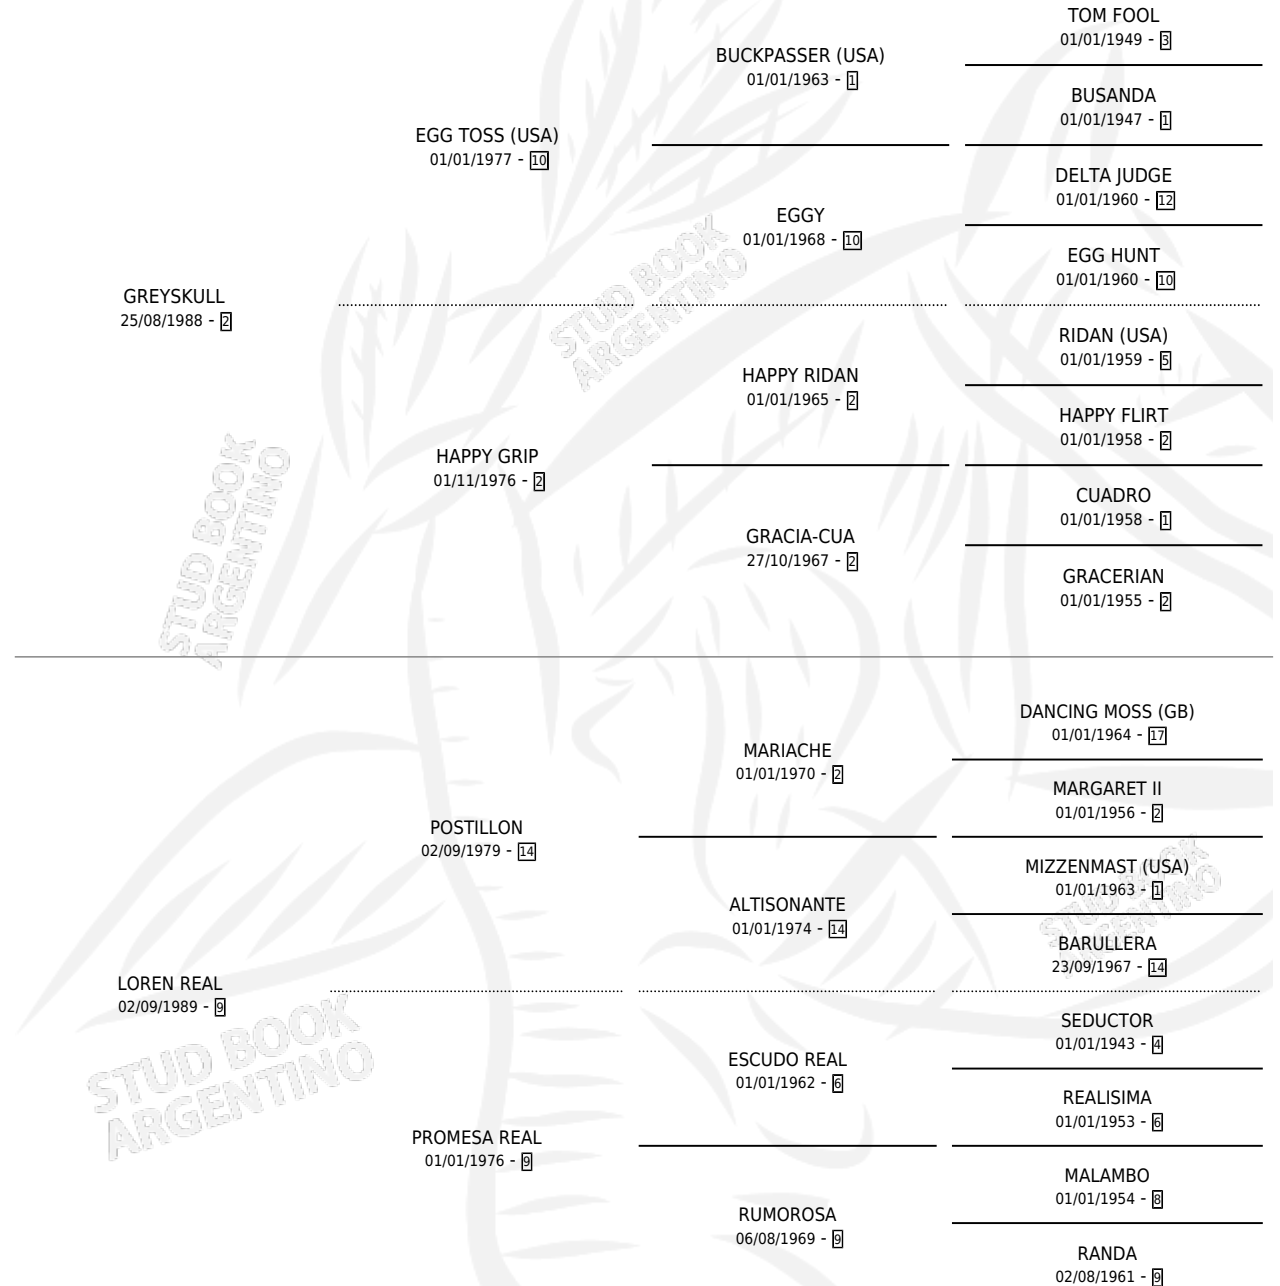 TOM FOOL
01/01/1949 - 3
BUCKPASSER (USA)
01/01/1963 - 1
BUSANDA
01/01/1947 - 1
EGG TOSS (USA)
01/01/1977 - 10
DELTA JUDGE
01/01/1960 - 12
EGGY
01/01/1968 - 10
EGG HUNT
01/01/1960 - 10
GREYSKULL
25/08/1988 - 2
STUD BOOK
ARGENTINO
RIDAN (USA)
01/01/1959 - 5
HAPPY RIDAN
01/01/1965 - 2
HAPPY FLIRT
01/01/1958 - 2
HAPPY GRIP
01/11/1976 - 2
CUADRO
01/01/1958 - 1
GRACIA-CUA
27/10/1967 - 2
GRACERIAN
01/01/1955 - 2
STUD BOOK
ARGENTINO
DANCING MOSS (GB)
01/01/1964 - 17
MARIACHE
01/01/1970 - 2
MARGARET II
01/01/1956 - 2
POSTILLON
02/09/1979 - 14
MIZZENMAST (USA)
01/01/1963 - 1
ALTISONANTE
01/01/1974 - 14
BARULLERA
23/09/1967 - 14
STUD BOOK
ARGENTINO
LOREN REAL
02/09/1989 - 9
SEDUCTOR
01/01/1943 - 4
ESCUDO REAL
01/01/1962 - 6
REALISIMA
01/01/1953 - 6
STUD BOOK
ARGENTINO
PROMESA REAL
01/01/1976 - 9
MALAMBO
01/01/1954 - 8
RUMOROSA
06/08/1969 - 9
RANDA
02/08/1961 - 9